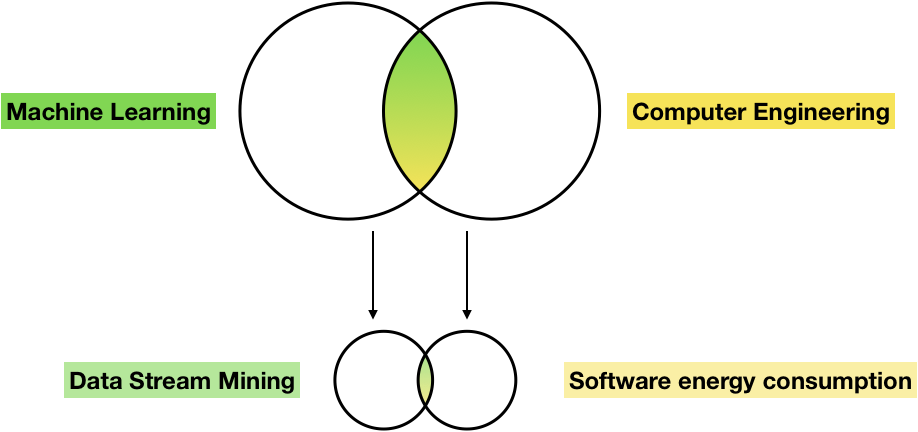 Machine Learning
Computer Engineering
Data Stream Mining
Software energy consumption